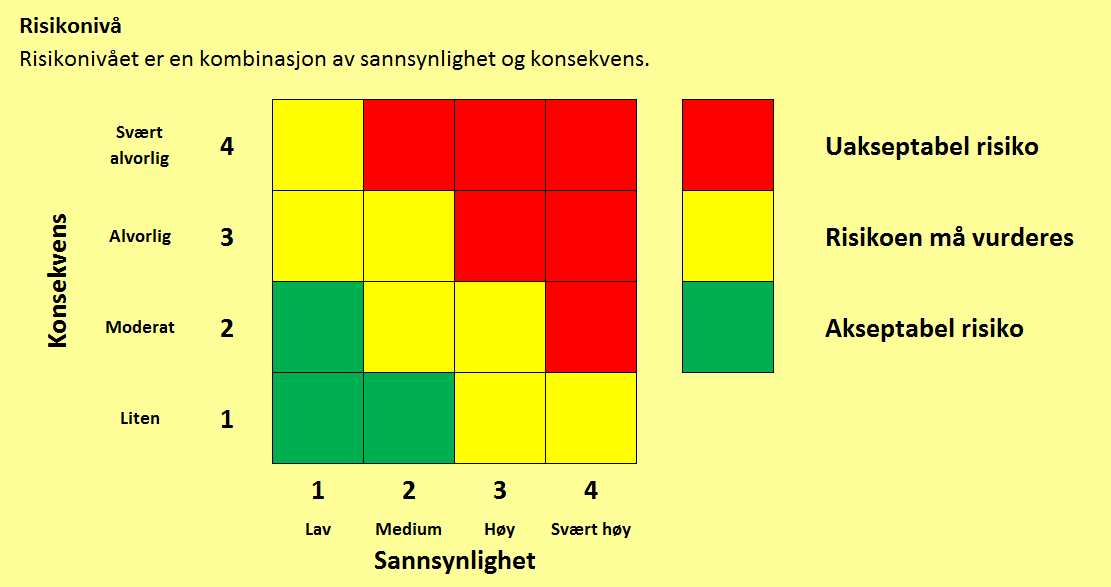 Risikonivå
Risikonivået er en kombinasjon av sannsynlighet og konsekvens.
Konsekvens
Svært
alvorlig
4
Alvorlig
3
Moderat
2
Liten
1
1
2
3
4
Lav
Medium
Høy
Svært høy
Sannsynlighet
Uakseptabel risiko
Risikoen må vurderes
Akseptabel risiko